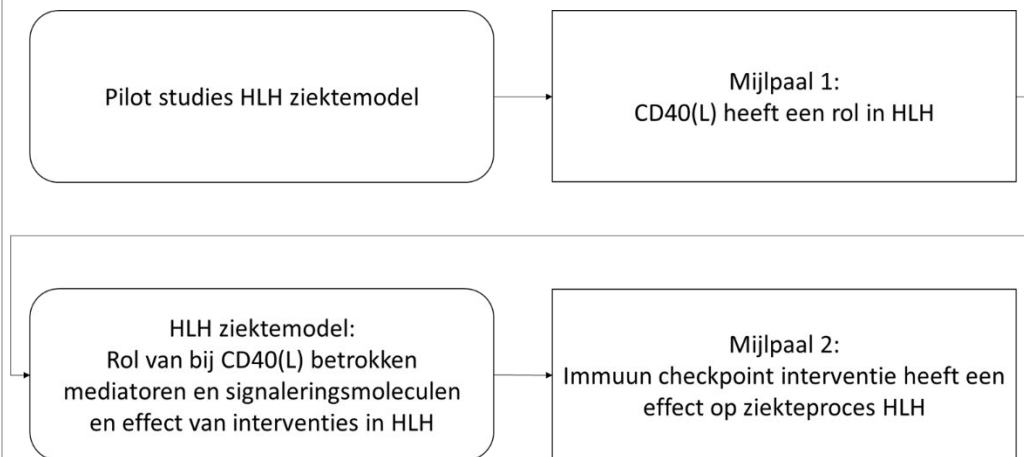 Pilot studies HLH ziektemodel
Mijlpaal 1:
CD40(L) heeft een rol in HLH
HLH ziektemodel:
Rol van bij CD40(L) betrokken
mediatoren en signaleringsmoleculen
en effect van interventies in HLH
Mijlpaal 2:
Immuun checkpoint interventie heeft een
effect op ziekteproces HLH